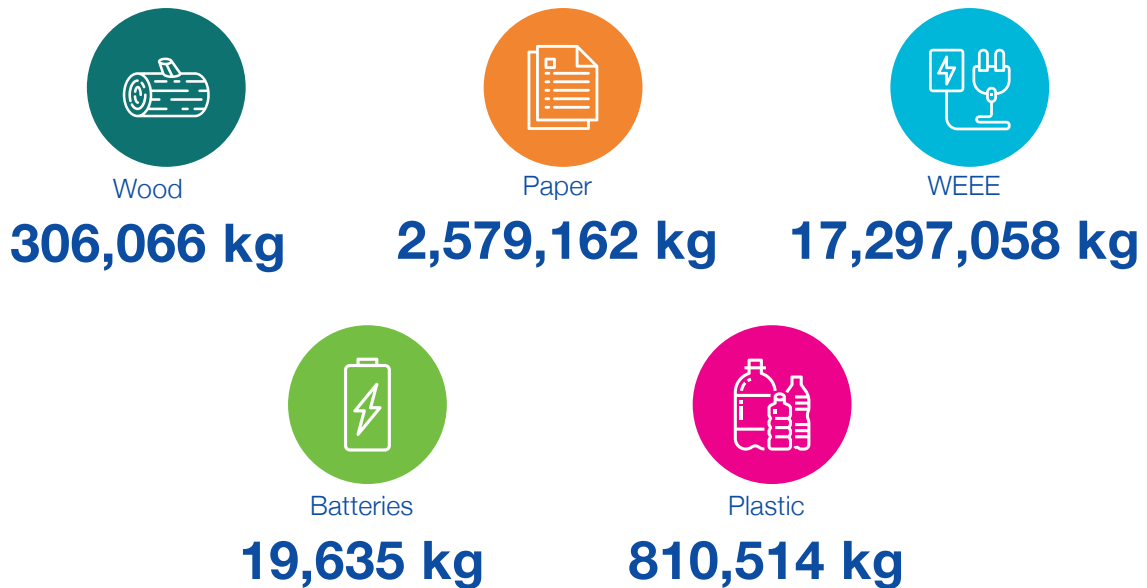 Wood
306,066 kg
Paper
2,579,162 kg
WEEE
17,297,058 kg
Batteries
19,635 kg
Plastic
810,514 kg